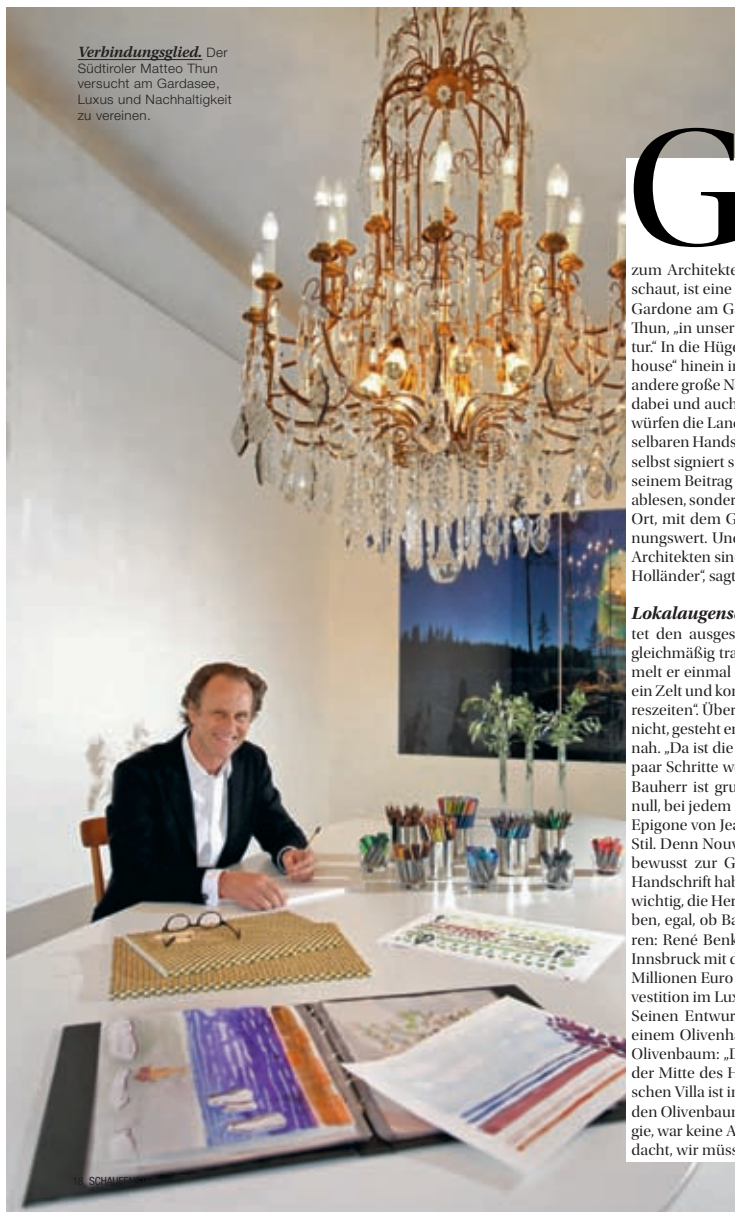 Verbindungsglied. Der
Südtiroler Matteo Thun
versucht am Gardasee,
Luxus und Nachhaltigkeit
zu vereinen.
G
zum Architekte
schaut, ist eine
Gardone am G
Thun, „in unser
tur.“ In die Hüge
house“ hinein in
andere große N
dabei und auch
würfen die Land
selbaren Hands
selbst signiert s
seinem Beitrag
ablesen, sonder
Ort, mit dem G
nungswert. Und
Architekten sin
Holländer“, sagt
Lokalaugens
tet den ausges
gleichmäßig tra
melt er einmal
ein Zelt und kon
reszeiten“. Über
nicht, gesteht er
nah. „Da ist die
paar Schritte we
Bauherr ist gru
null, bei jedem
Epigone von Jea
Stil. Denn Nouv
bewusst zur G
Handschrift hab
wichtig, die Her
ben, egal, ob Ba
ren: René Benk
Innsbruck mit d
Millionen Euro
vestition im Lux
Seinen Entwur
einem Olivenha
Olivenbaum: „D
der Mitte des H
schen Villa ist in
den Olivenbaum
gie, war keine A
dacht, wir müss